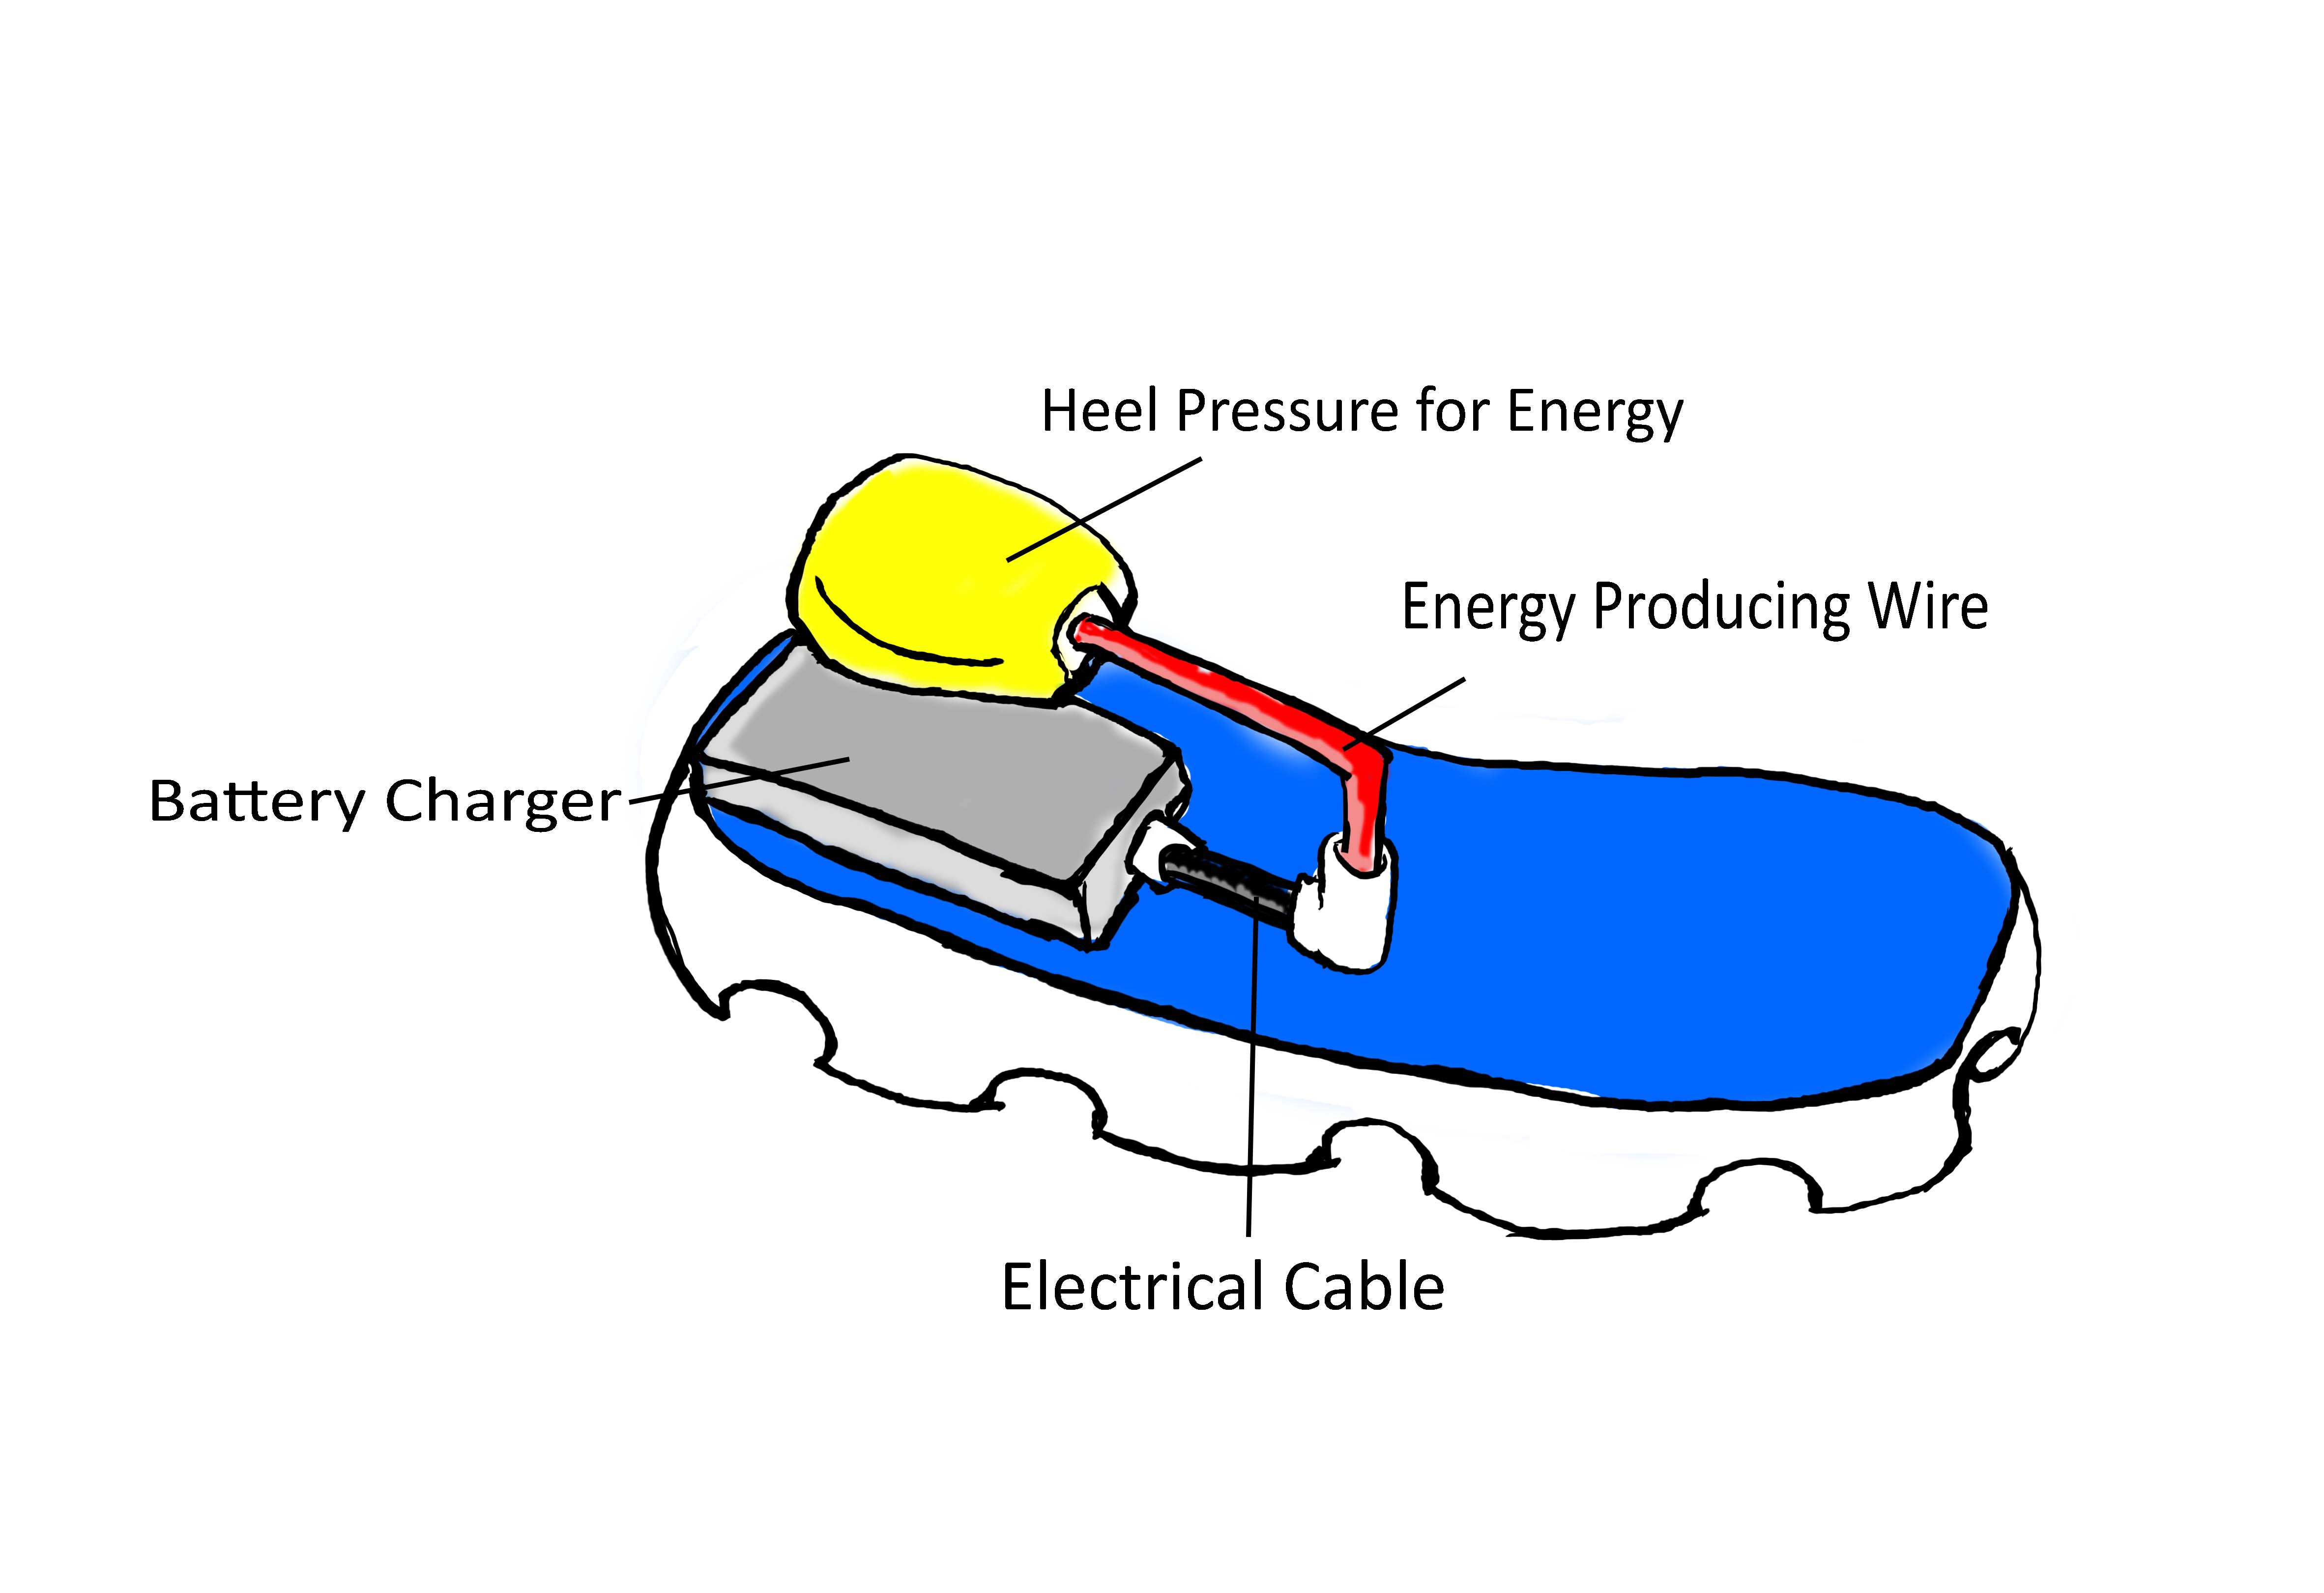 Heel Pressure for Energy
Energy Producing Wire
Battery Charger
Electrical Cable